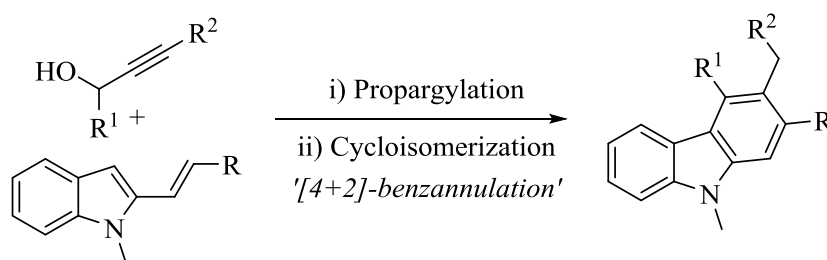 R²
HO
R¹ +
R
N
i) Propargylation
ii) Cycloisomerization
'[4+2]-benzannulation'
R²
R¹
R
N